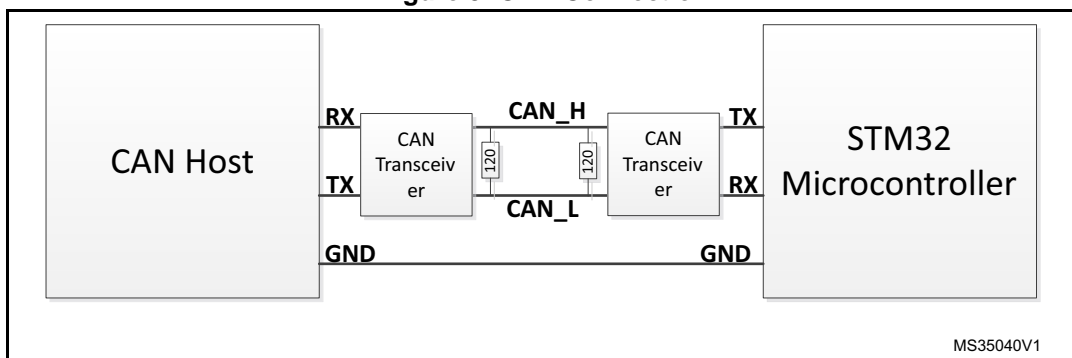 CAN_H
RX
TX
CAN
Transceiv
er
CAN
Transceiv
er
120
120
CAN Host
STM32
Microcontroller
TX
RX
CAN_L
GND
GND
MS35040V1